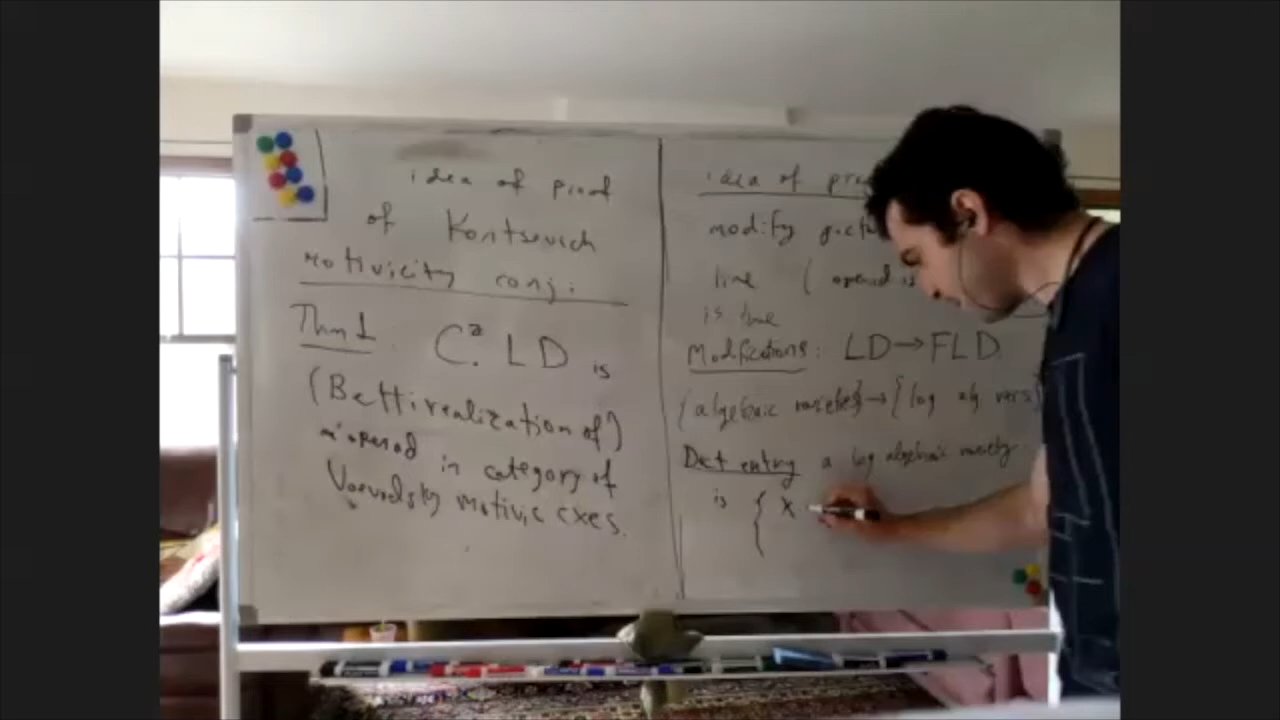 idea of proof
of Kontsevich
motivicity conj.
Thm 1 C. LD is
(Betti realization of)
operad in category of
Voevodsky motivic cxes.
idea of
modify
line ( operad is
is true
Modifications: LD → FLD
{algebraic varieties} → {log alg vars}
a log algebraic variety
is { X